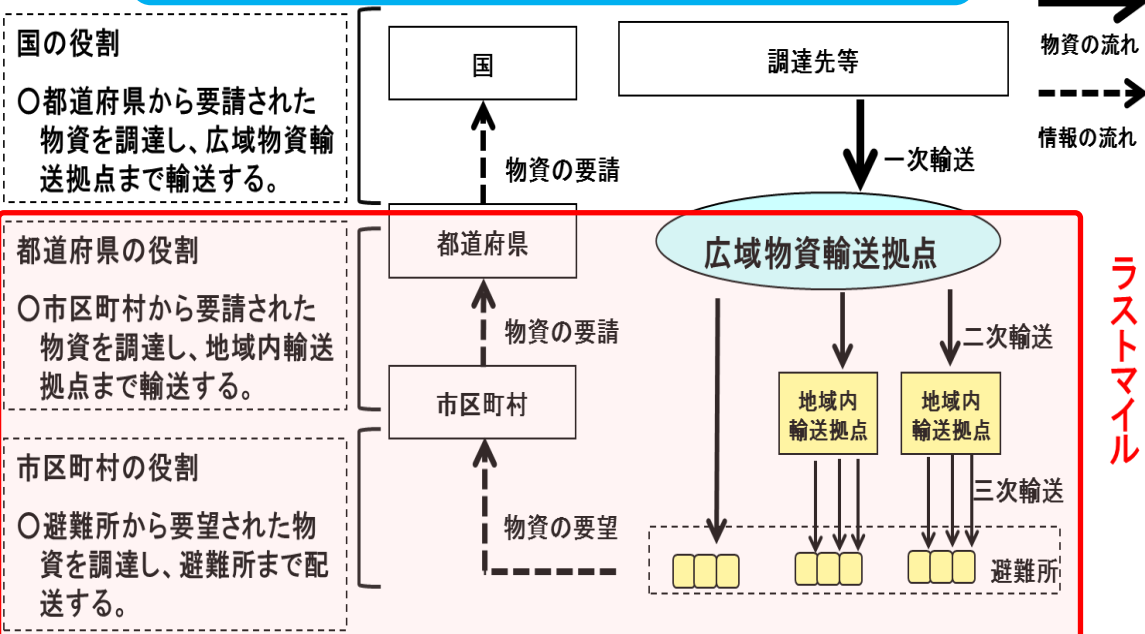 国の役割
〇都道府県から要請された
物資を調達し、広域物資輸
送拠点まで輸送する。
国
調達先等
物資の流れ
情報の流れ
物資の要請
一次輸送
都道府県の役割
〇市区町村から要請された
物資を調達し、地域内輸送
拠点まで輸送する。
都道府県
広域物資輸送拠点
物資の要請
二次輸送
市区町村
地域内
輸送拠点
地域内
輸送拠点
市区町村の役割
〇避難所から要望された物
資を調達し、避難所まで配
送する。
物資の要望
三次輸送
避難所
ラストマイル